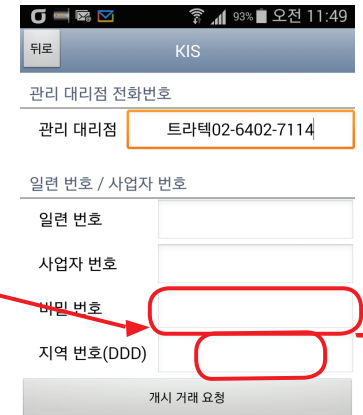 93% 오전 11:49
뒤로 KIS
관리 대리점 전화번호
관리 대리점 트라텍02-6402-7114
일련 번호 / 사업자 번호
일련 번호
사업자 번호
비밀 번호
지역 번호(DDD)
개시 거래 요청